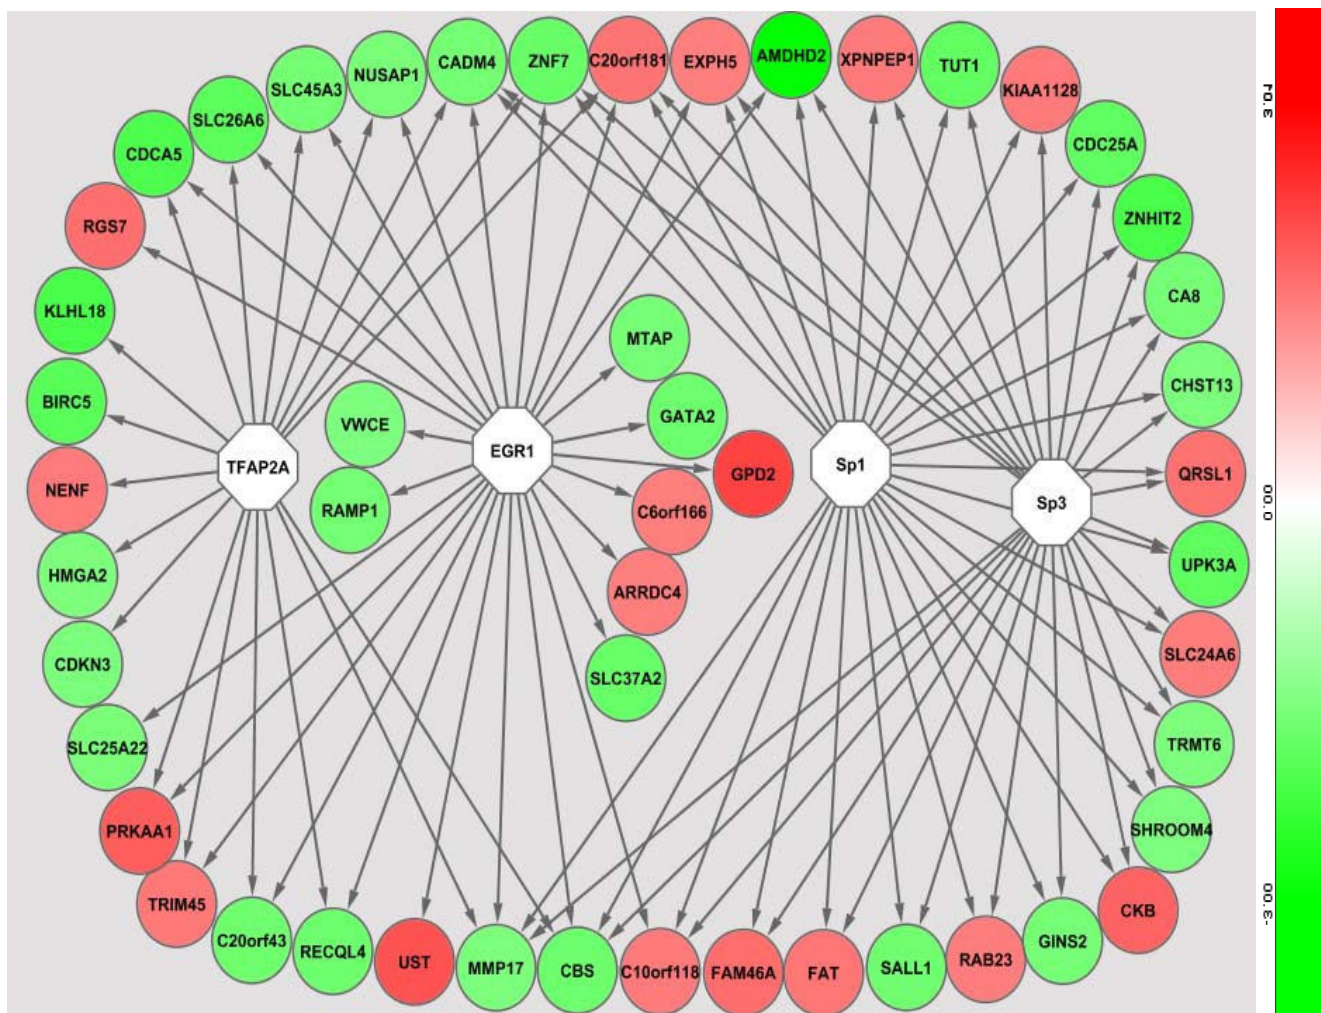 CADM4
ZNF7
C20orf181
EXPH5
AMDHD2
XPNPEP1
TUT1
KIAA1128
NUSAP1
SLC45A3
SLC26A6
CDCA5
CDC25A
ZNHIT2
RGS7
KLHL18
CA8
MTAP
CHST13
BIRC5
VWCE
GATA2
TFAP2A
EGR1
GPD2
Sp1
Sp3
QRSL1
NENF
RAMP1
C6orf166
HMGA2
ARRDC4
UPK3A
CDKN3
SLC37A2
SLC24A6
SLC25A22
TRMT6
PRKAA1
SHROOM4
TRIM45
C20orf43
RECQL4
UST
MMP17
CBS
C10orf118
FAM46A
FAT
SALL1
RAB23
GINS2
CKB
3.01
0.00
-3.00